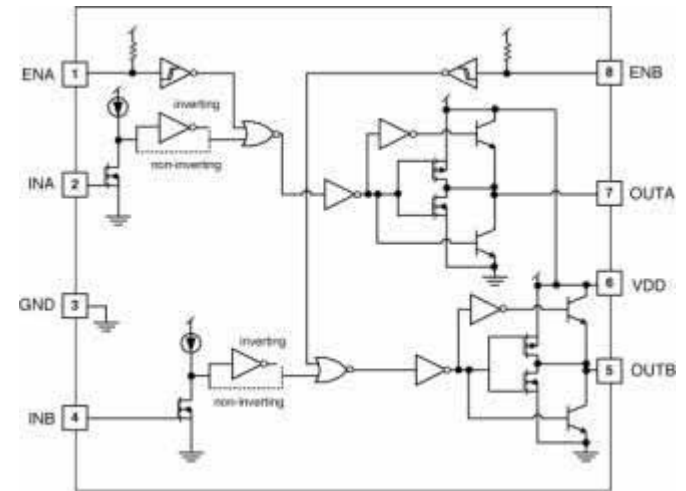 ENA 1
8 ENB
inverting
non-inverting
INA 2
7 OUTA
GND 3
6 VDD
inverting
5 OUTB
non-inverting
INB 4